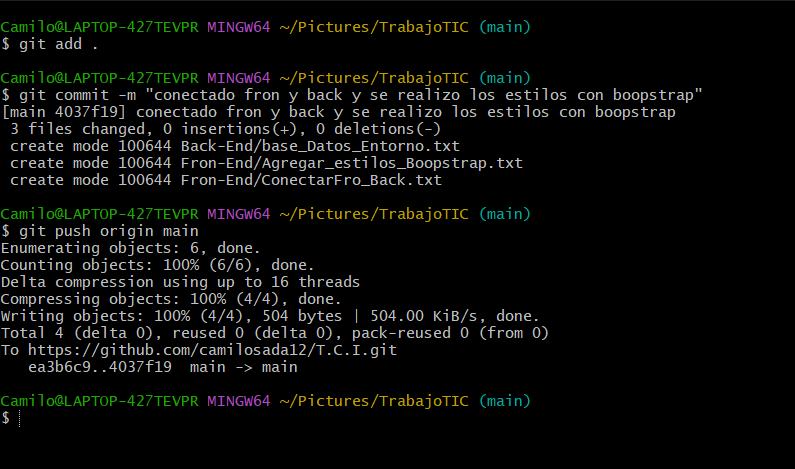 Camilo@LAPTOP-427TEVPR MINGW64 ~/Pictures/TrabajoTIC (main)
$ git add .
Camilo@LAPTOP-427TEVPR MINGW64 ~/Pictures/TrabajoTIC (main)
$ git commit -m "conectado fron y back y se realizo los estilos con boopstrap"
[main 4037f19] conectado fron y back y se realizo los estilos con boopstrap
 3 files changed, 0 insertions(+), 0 deletions(-)
 create mode 100644 Back-End/base_Datos_Entorno.txt
 create mode 100644 Fron-End/Agregar_estilos_Boopstrap.txt
 create mode 100644 Fron-End/ConectarFro_Back.txt
Camilo@LAPTOP-427TEVPR MINGW64 ~/Pictures/TrabajoTIC (main)
$ git push origin main
Enumerating objects: 6, done.
Counting objects: 100% (6/6), done.
Delta compression using up to 16 threads
Compressing objects: 100% (4/4), done.
Writing objects: 100% (4/4), 504 bytes | 504.00 KiB/s, done.
Total 4 (delta 0), reused 0 (delta 0), pack-reused 0 (from 0)
To https://github.com/camilosada12/T.C.I.git
   ea3b6c9..4037f19  main -> main
Camilo@LAPTOP-427TEVPR MINGW64 ~/Pictures/TrabajoTIC (main)
$